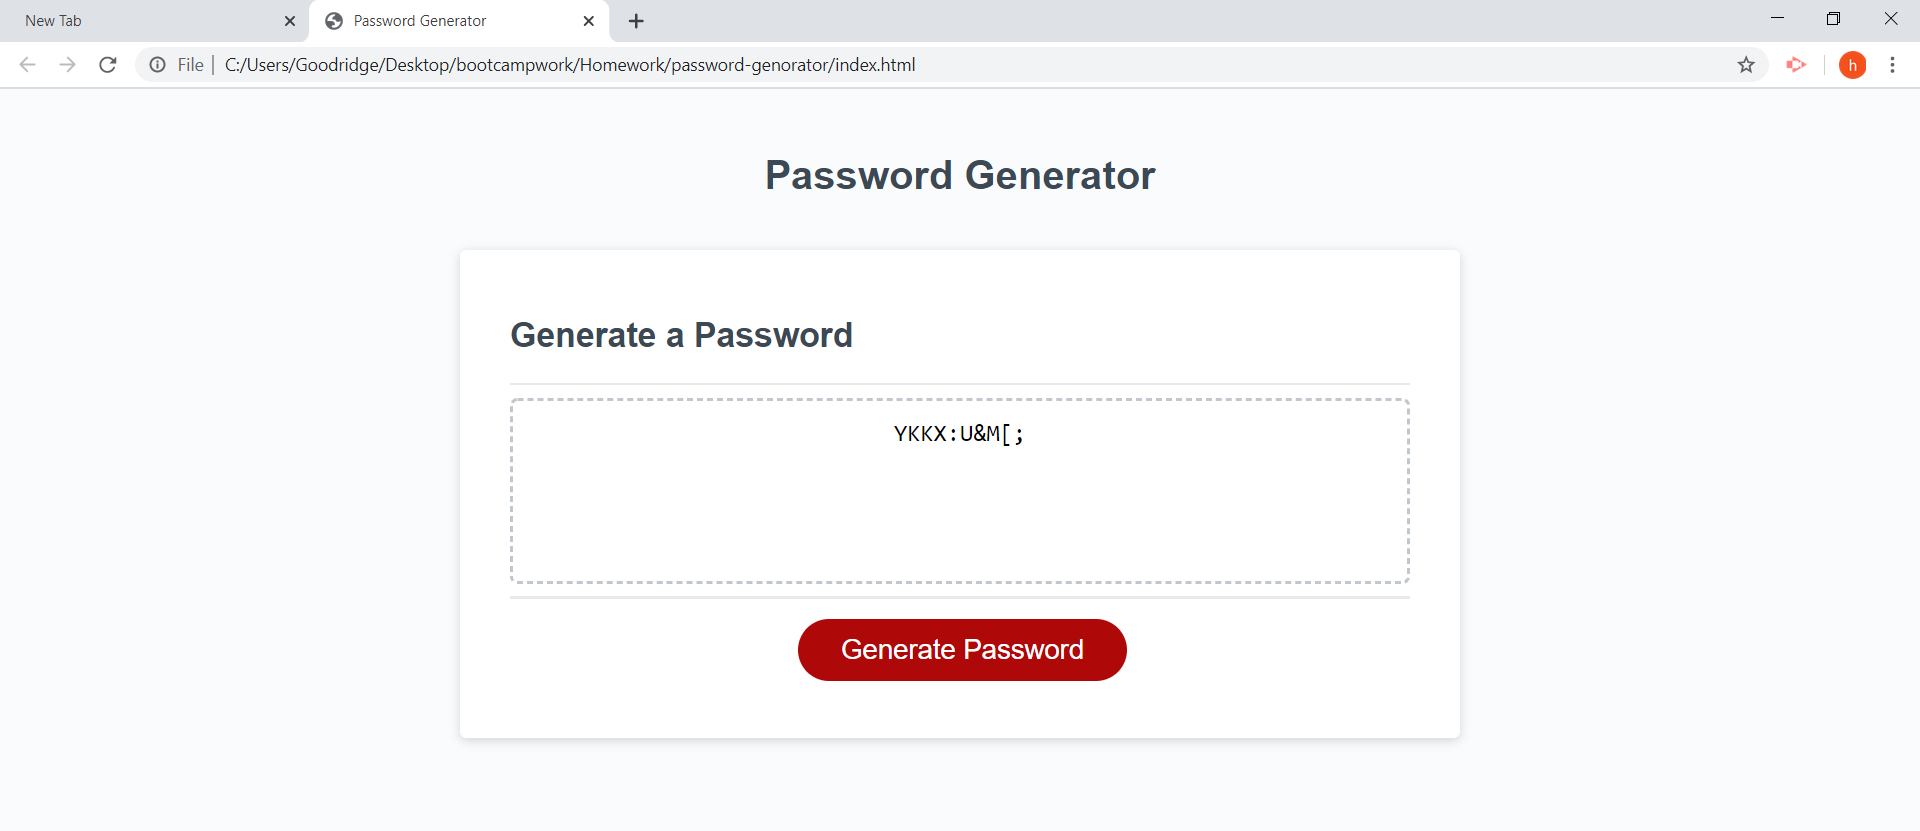 New Tab
Password Generator
File | C:/Users/Goodridge/Desktop/bootcampwork/Homework/password-genorator/index.html
h
Password Generator
Generate a Password
YKKX:U&M[;
Generate Password